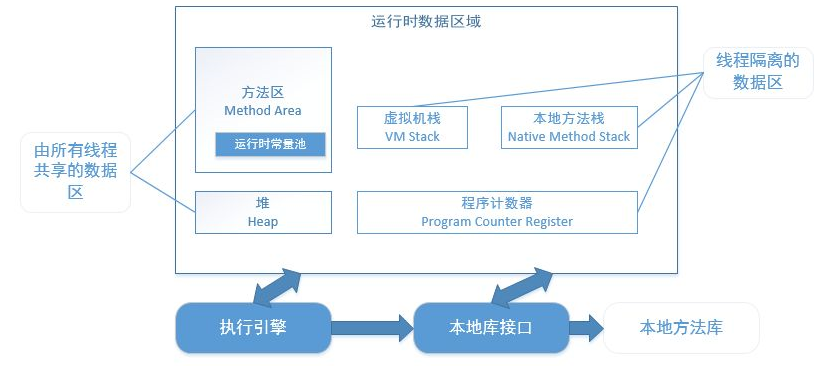 运行时数据区域
方法区
Method Area
运行时常量池
虚拟机栈
VM Stack
本地方法栈
Native Method Stack
线程隔离的
数据区
由所有线程
共享的数据
区
堆
Heap
程序计数器
Program Counter Register
执行引擎
本地库接口
本地方法库